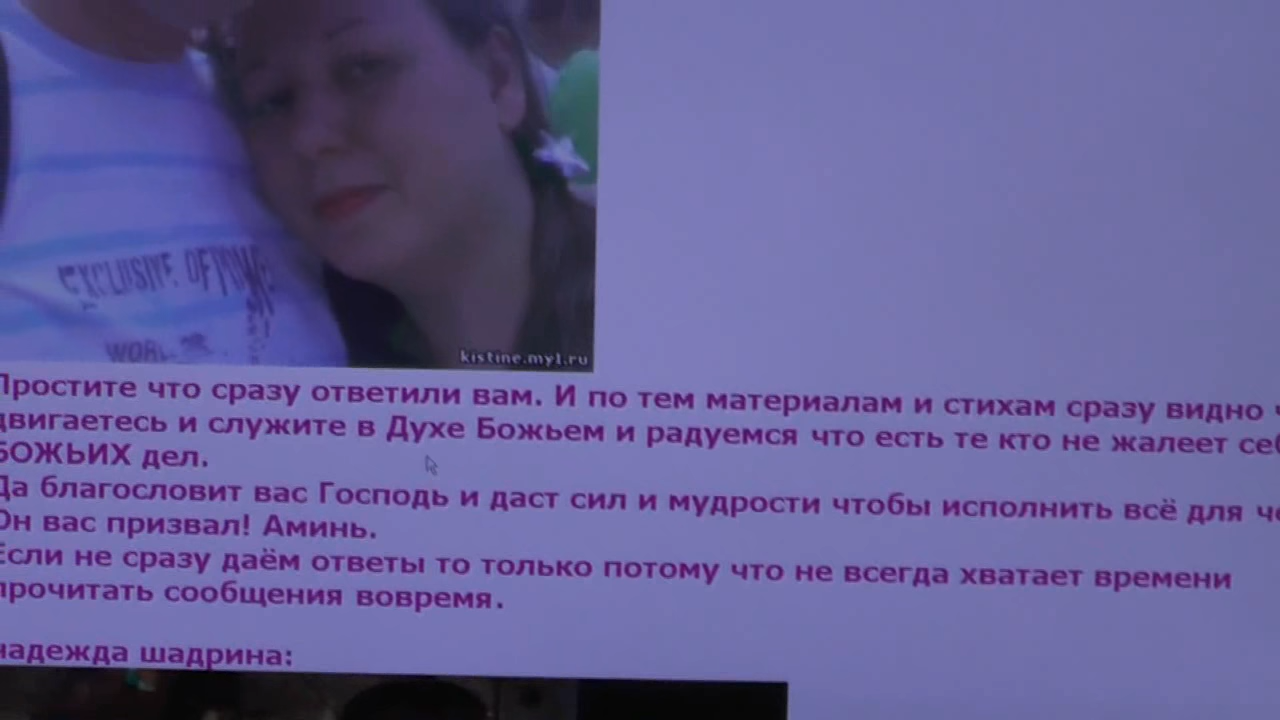 EXCLUSIVE. OF
kistine.my1.ru
Простите что сразу ответили вам. И по тем материалам и стихам сразу видно
двигаетесь и служите в Духе Божьем и радуемся что есть те кто не жалеет
БОЖЬИХ дел.
Да благословит вас Господь и даст сил и мудрости чтобы исполнить всё для
Он вас призвал! Аминь.
Если не сразу даём ответы то только потому что не всегда хватает времени
прочитать сообщения вовремя.
надежда шадрина: